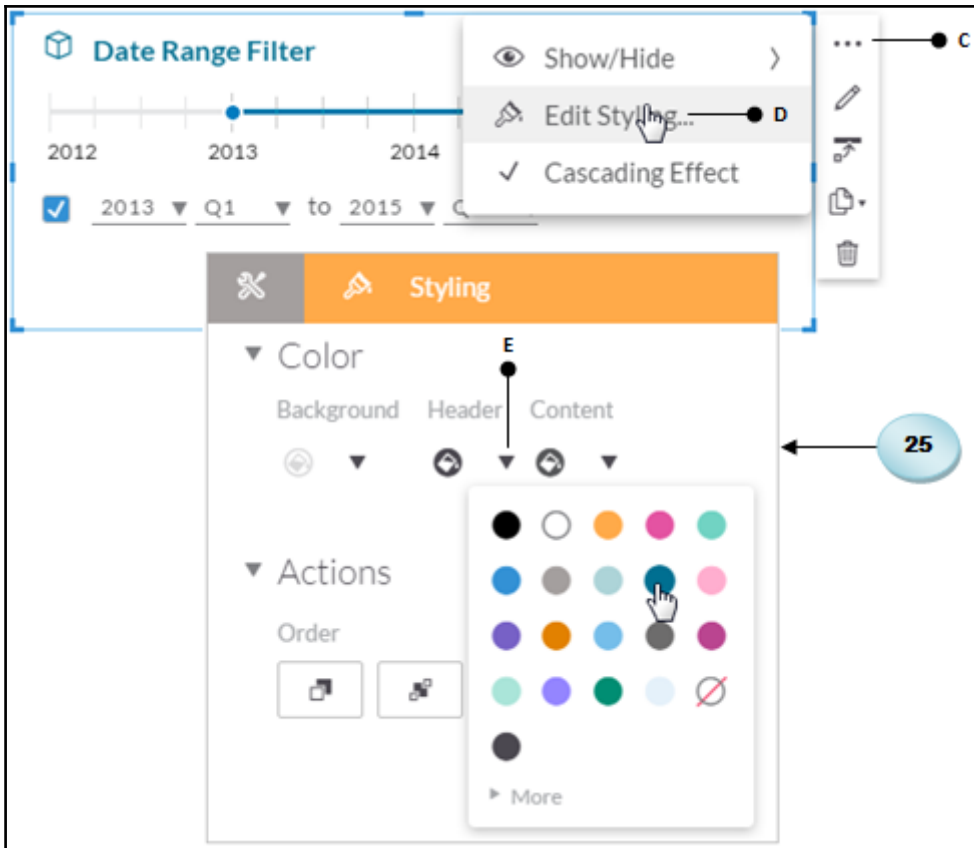 Date Range Filter
2012 2013 2014
2013 Q1 to 2015
Show/Hide
Edit Styling...
Cascading Effect
C
D
Styling
Color
E
Background Header Content
25
Actions
Order
More